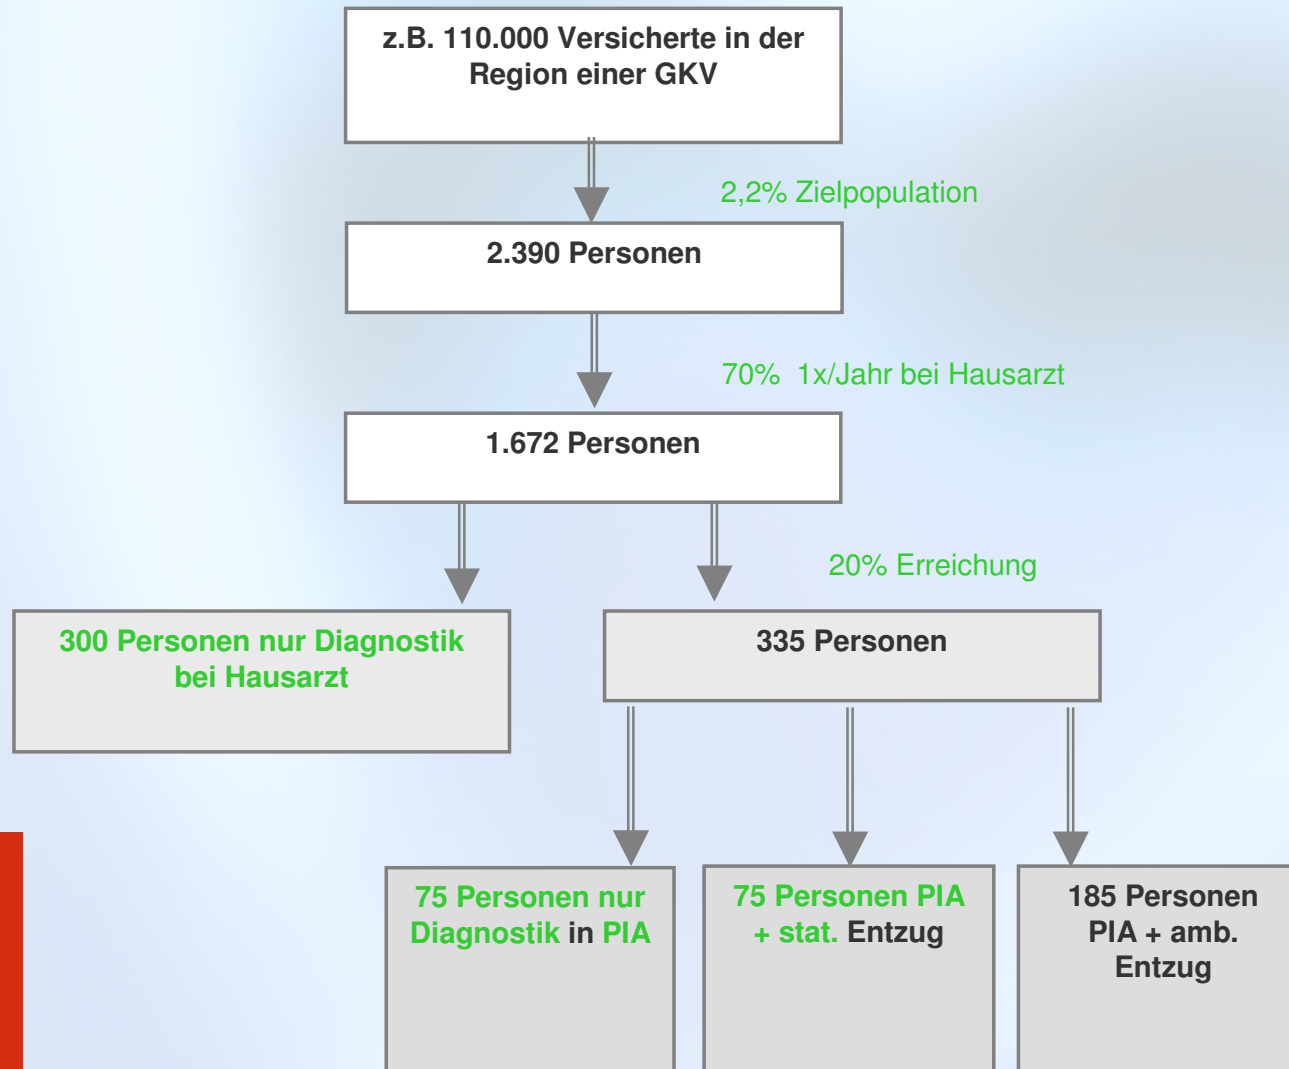 z.B. 110.000 Versicherte in der
Region einer GKV
2,2% Zielpopulation
2.390 Personen
70% 1x/Jahr bei Hausarzt
1.672 Personen
20% Erreichung
300 Personen nur Diagnostik
bei Hausarzt
335 Personen
75 Personen nur
Diagnostik in PIA
75 Personen PIA
+ stat. Entzug
185 Personen
PIA + amb.
Entzug